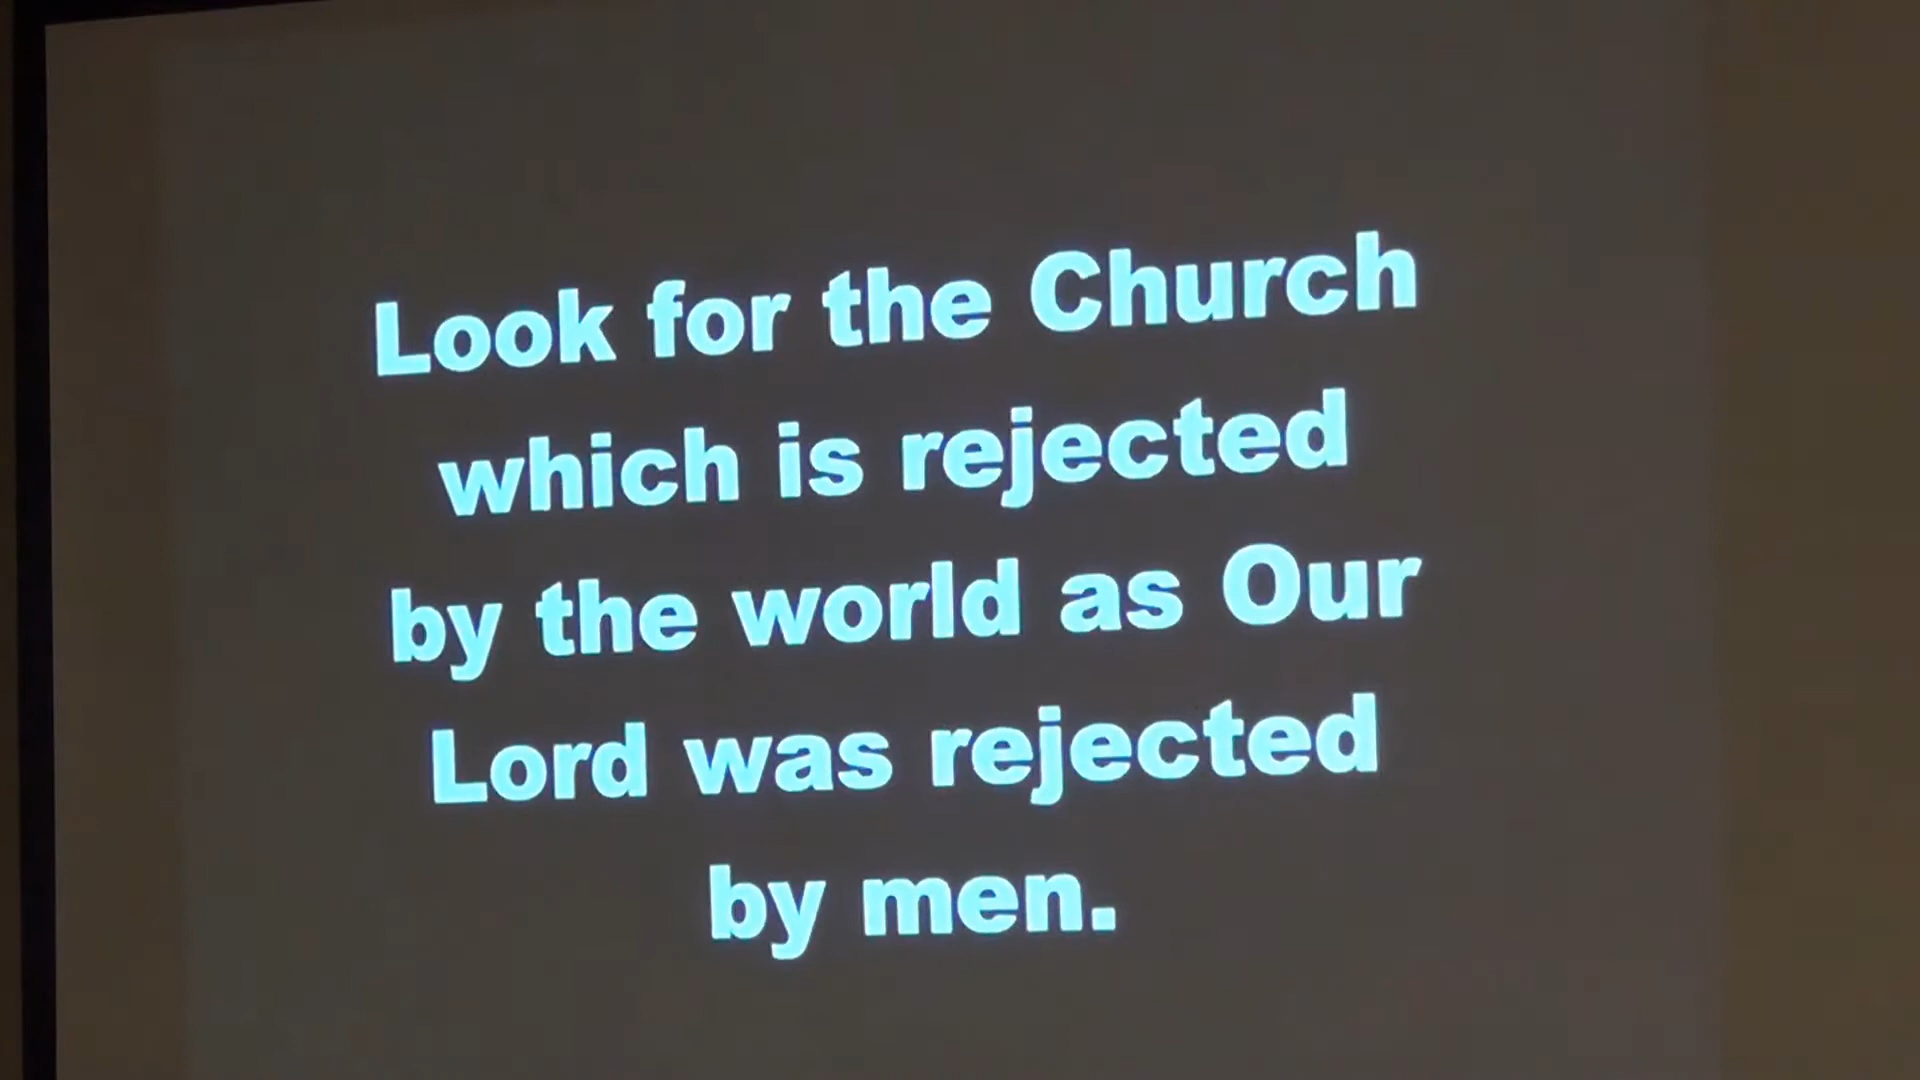 Look for the Church
which is rejected
by the world as Our
Lord was rejected
by men.